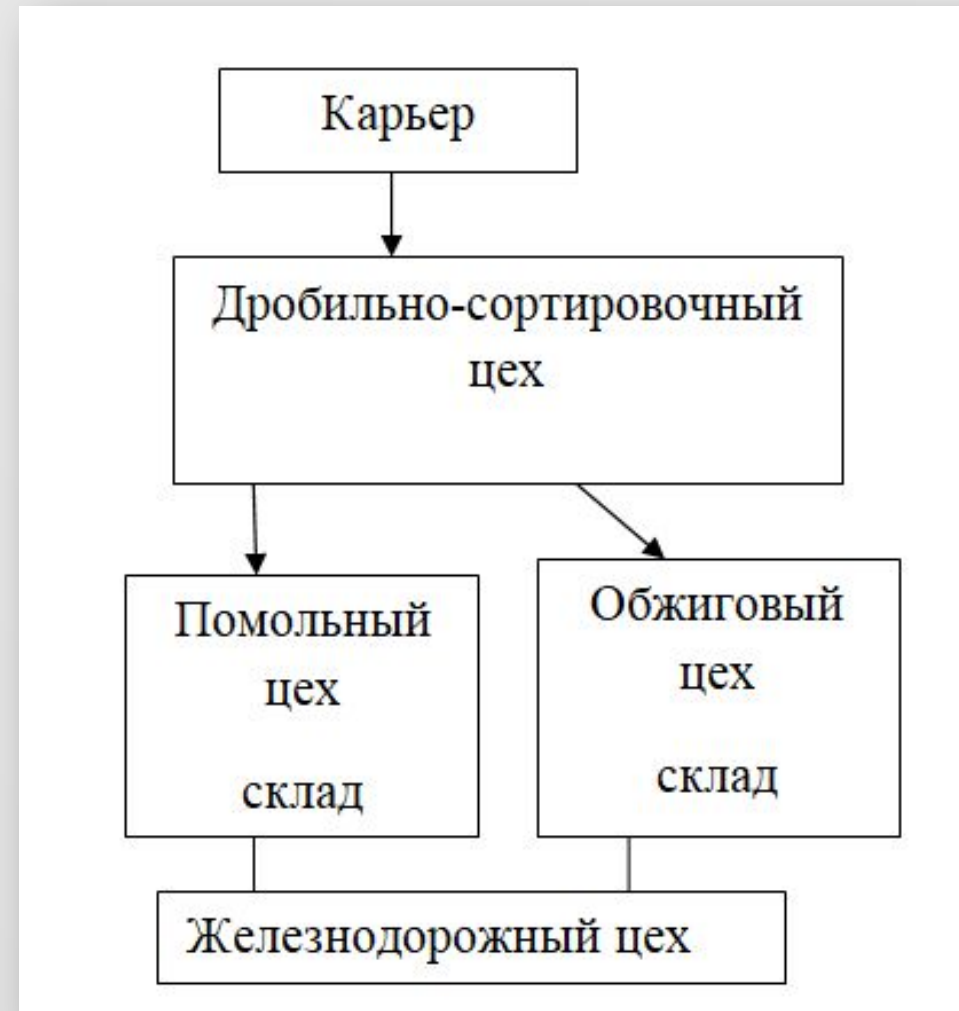 Карьер
Дробильно-сортировочный
цех
Помольный
цех
склад
Обжиговый
цех
склад
Железнодорожный цех